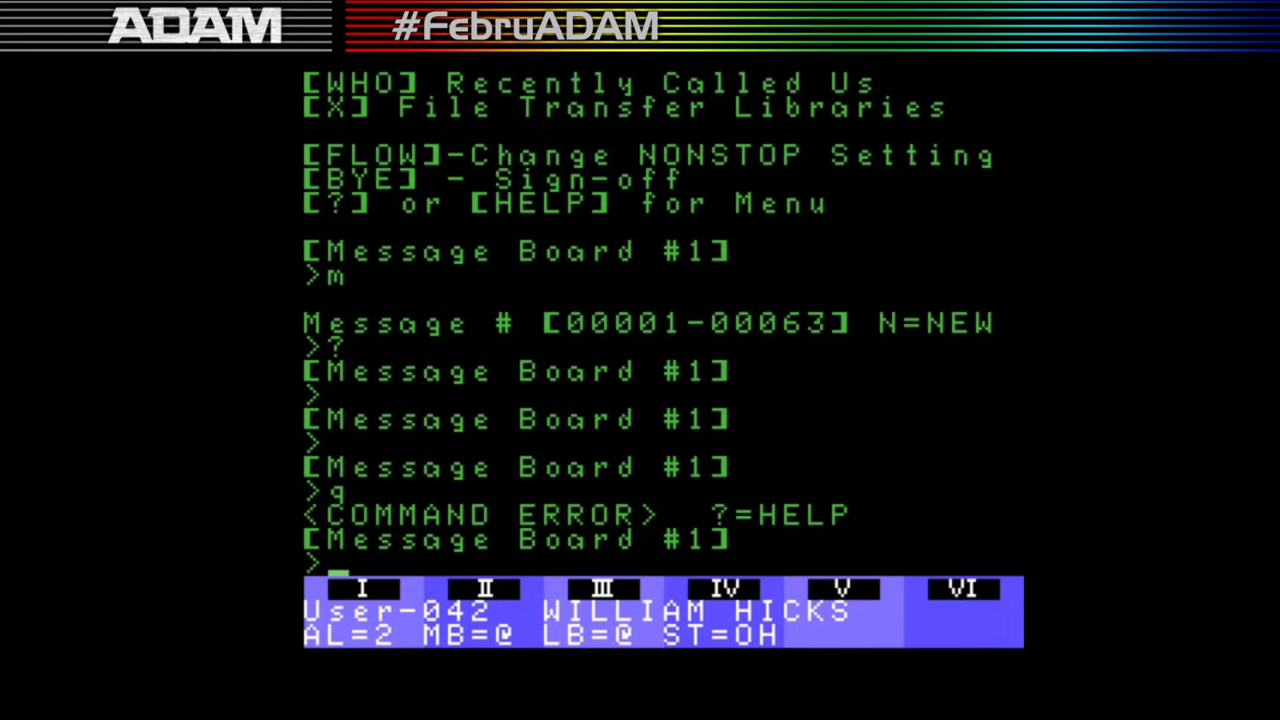 ADAM #FebruADAM
[WHO] Recently Called Us
[X] File Transfer Libraries
[FLOW]-Change NONSTOP Setting
[BYE] - Sign-off
[?] or [HELP] for Menu
[Message Board #1]
>m
Message # [00001-00063] N=NEW
>?
[Message Board #1]
>
[Message Board #1]
>
[Message Board #1]
>q
<COMMAND ERROR> ?=HELP
[Message Board #1]
>_
I II III IV V VI
User-042 WILLIAM HICKS
AL=2 MB=@ LB=@ ST=OH